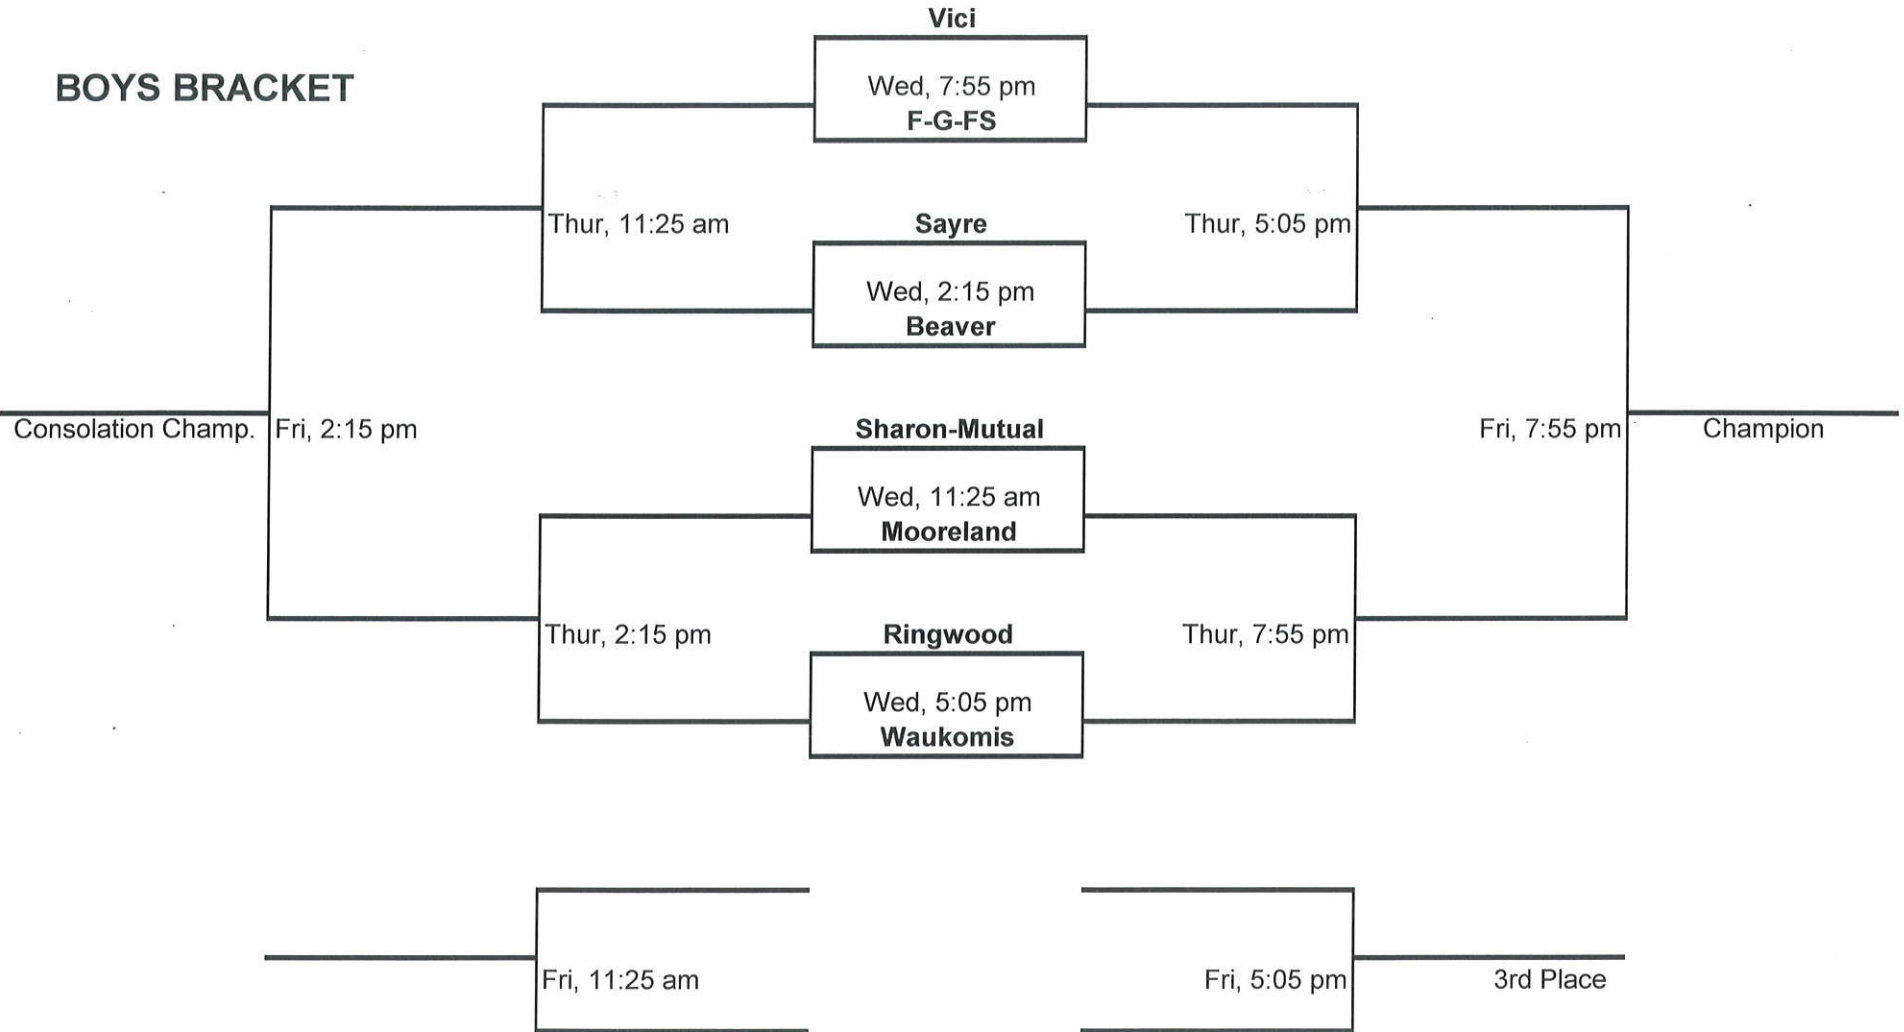 Vici
BOYS BRACKET
Wed, 7:55 pm
F-G-FS
Thur, 11:25 am
Sayre
Thur, 5:05 pm
Wed, 2:15 pm
Beaver
Consolation Champ.
Fri, 2:15 pm
Sharon-Mutual
Fri, 7:55 pm
Champion
Wed, 11:25 am
Mooreland
Thur, 2:15 pm
Ringwood
Thur, 7:55 pm
Wed, 5:05 pm
Waukomis
Fri, 11:25 am
Fri, 5:05 pm
3rd Place